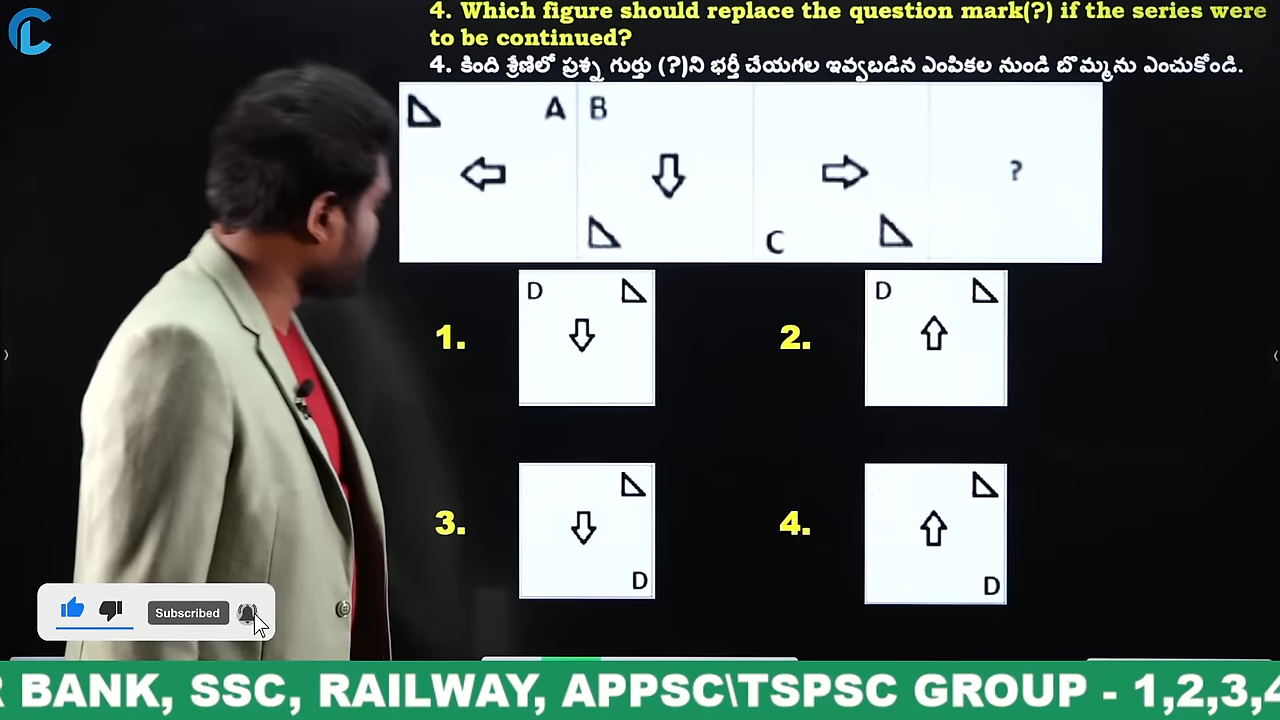 4. Which figure should replace the question mark(?) if the series were
to be continued?
4. కింది శ్రేణిలో ప్రశ్న గుర్తు (?)ని భర్తీ చేయగల ఇవ్వబడిన ఎంపికల నుండి బొమ్మను ఎంచుకోండి.
A B
?
C
1. D 2. D
3. 4.
D D
Subscribed
R BANK, SSC, RAILWAY, APPSC\TSPSC GROUP - 1,2,3,4